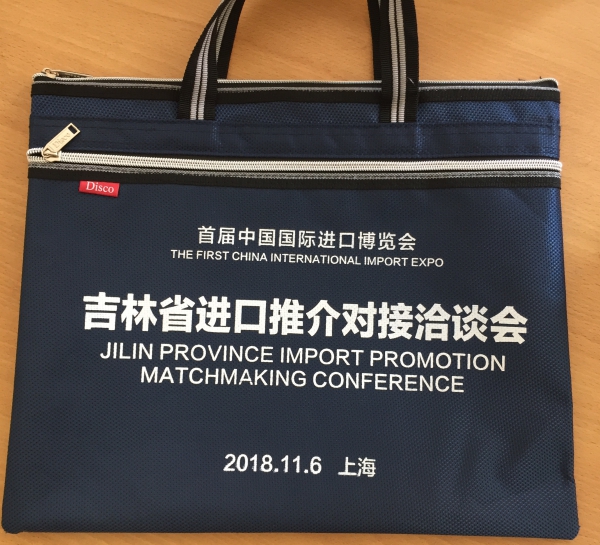 Disco
首届中国国际进口博览会
THE FIRST CHINA INTERNATIONAL IMPORT EXPO
吉林省进口推介对接洽谈会
JILIN PROVINCE IMPORT PROMOTION
MATCHMAKING CONFERENCE
2018.11.6 上海